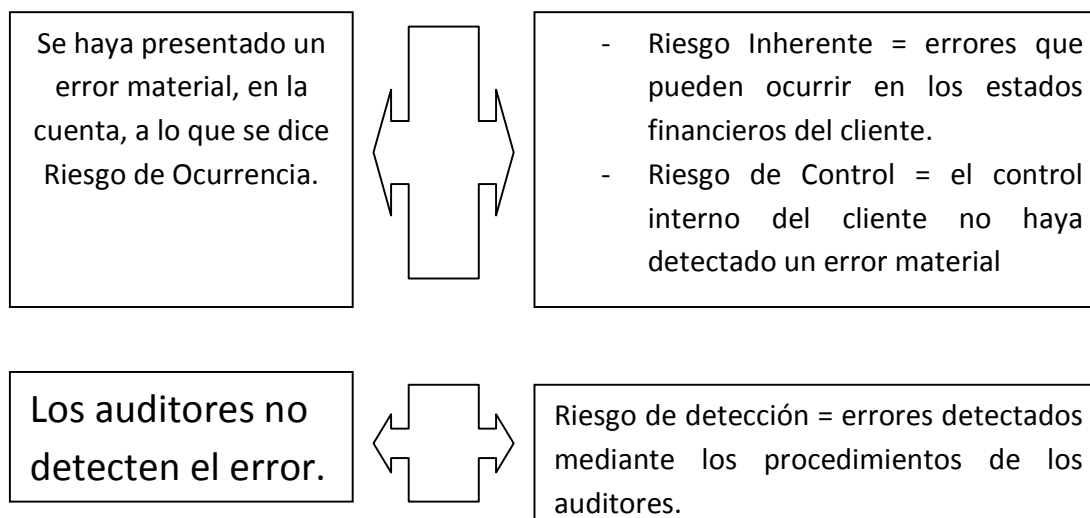 Se haya presentado un
error material, en la
cuenta, a lo que se dice
Riesgo de Ocurrencia.
- Riesgo Inherente = errores que
pueden ocurrir en los estados
financieros del cliente.
- Riesgo de Control = el control
interno del cliente no haya
detectado un error material
Los auditores no
detecten el error.
Riesgo de detección = errores detectados
mediante los procedimientos de los
auditores.